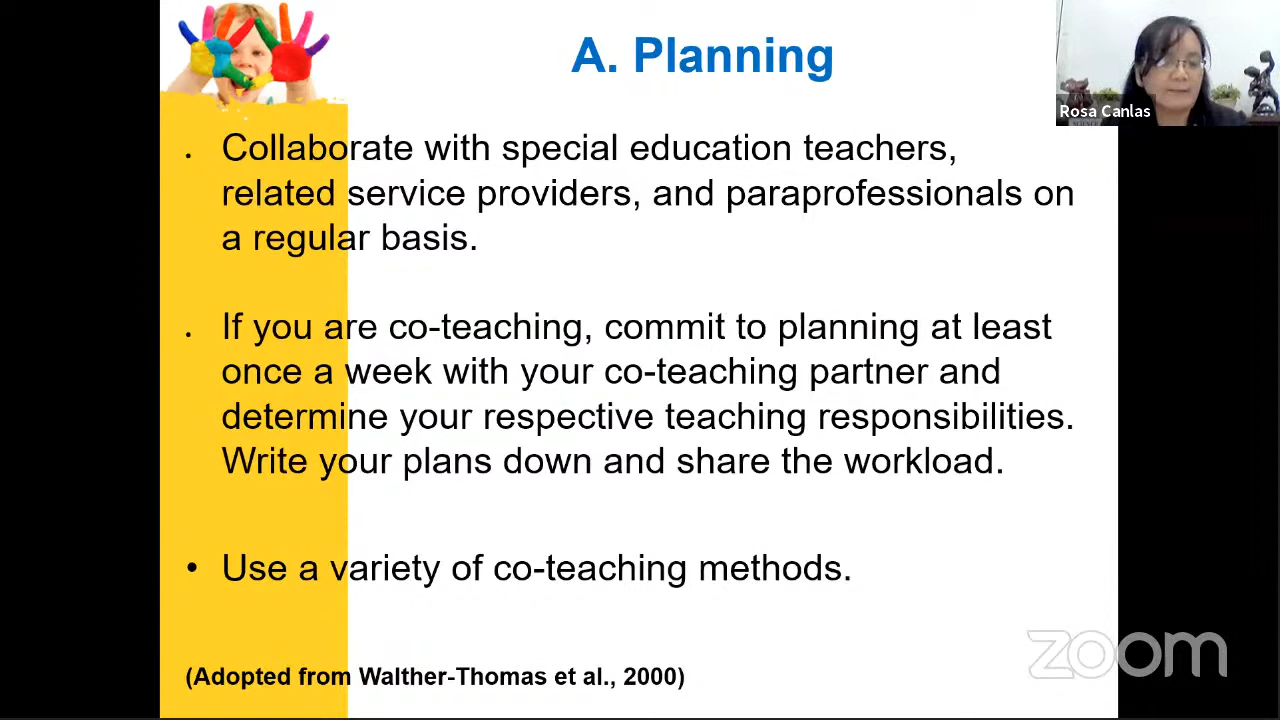 A. Planning
Rosa Canlas
• Collaborate with special education teachers,
related service providers, and paraprofessionals on
a regular basis.
• If you are co-teaching, commit to planning at least
once a week with your co-teaching partner and
determine your respective teaching responsibilities.
Write your plans down and share the workload.
• Use a variety of co-teaching methods.
zoom
(Adopted from Walther-Thomas et al., 2000)